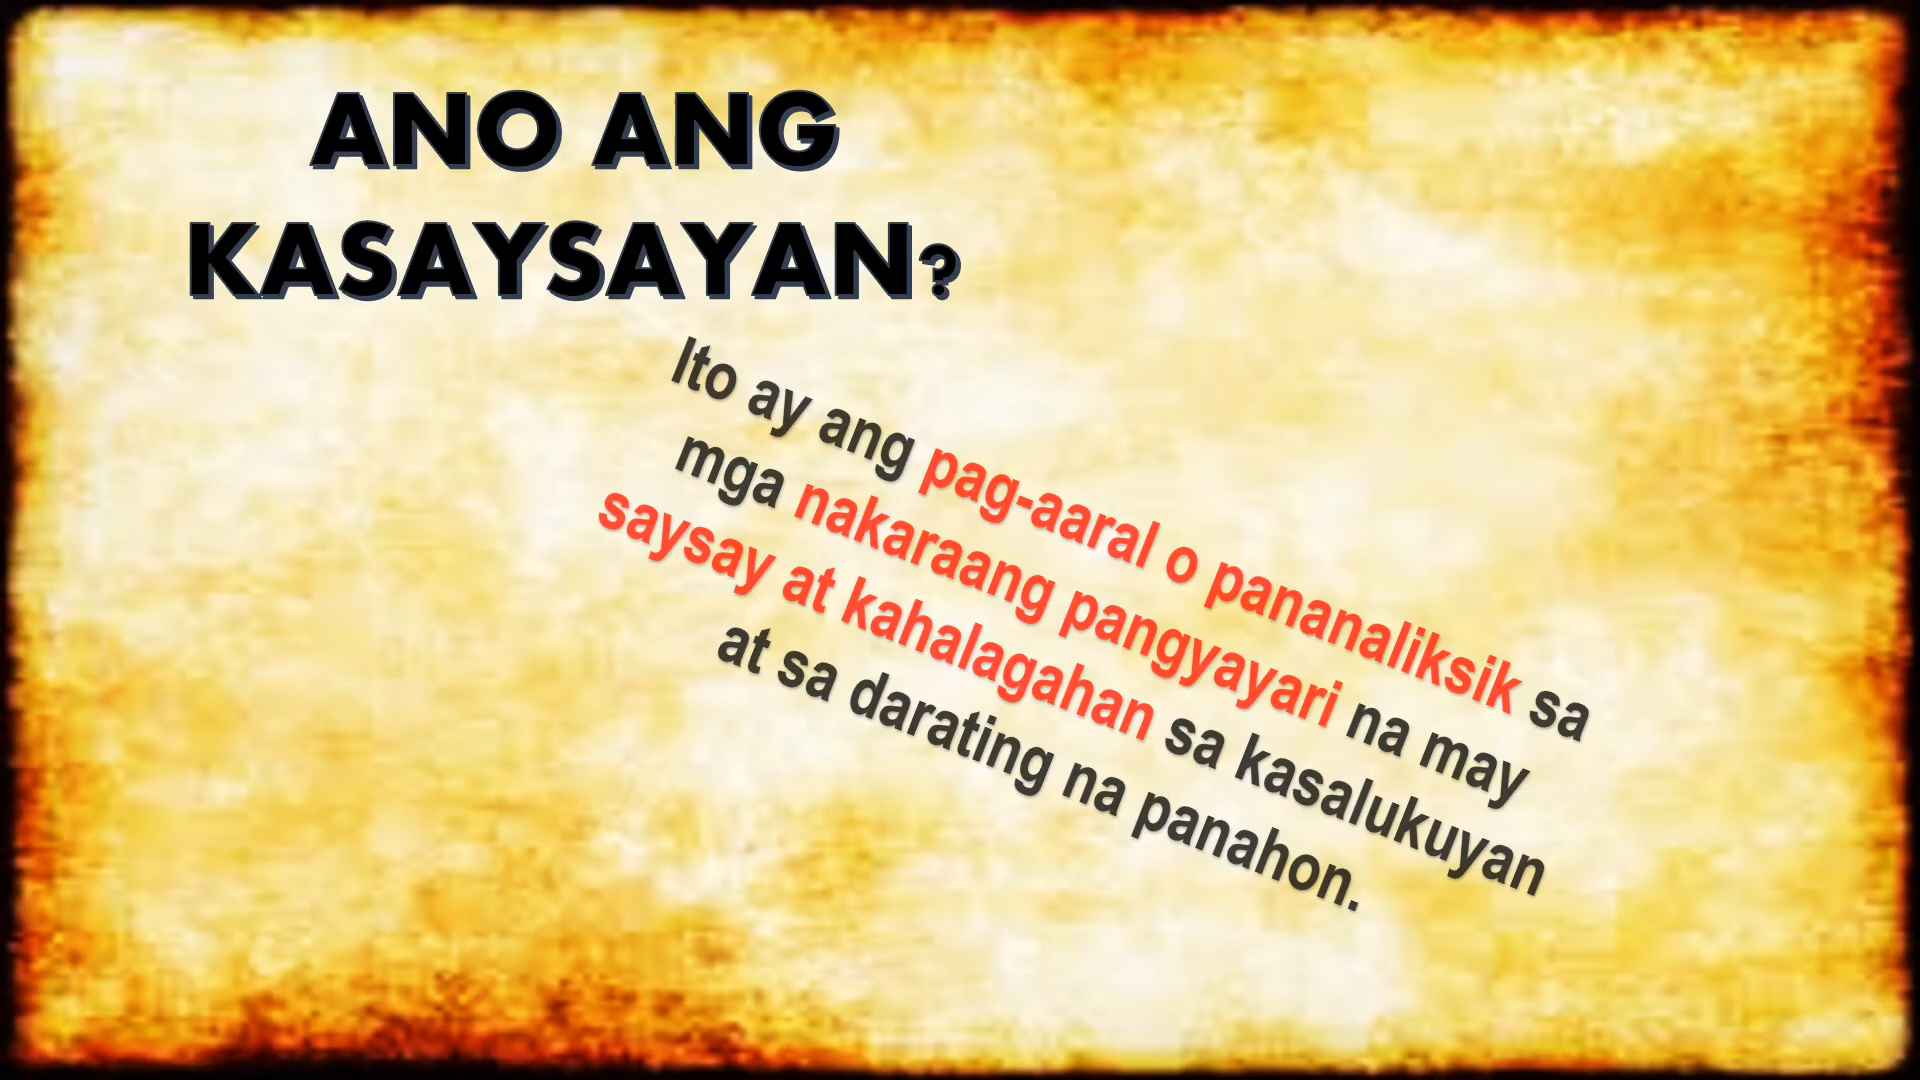 ANO ANG
KASAYSAYAN?
Ito ay ang pag-aaral o pananaliksik sa
mga nakaraang pangyayari na may
saysay at kahalagahan sa kasalukuyan
at sa darating na panahon.